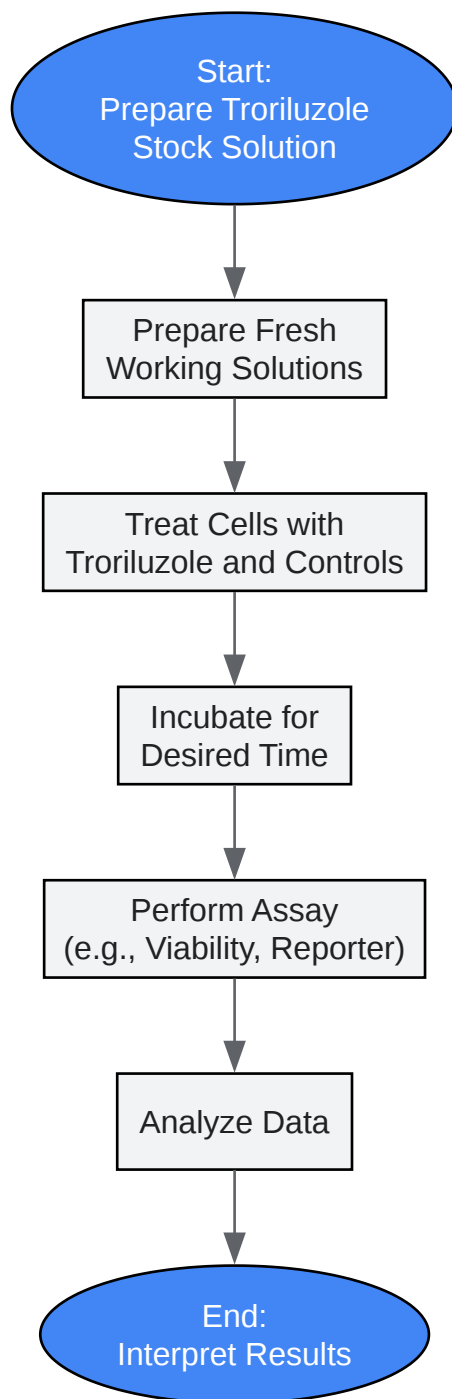 Start:
Prepare Troriluzole
Stock Solution
Prepare Fresh
Working Solutions
Treat Cells with
Troriluzole and Controls
Incubate for
Desired Time
Perform Assay
(e.g., Viability, Reporter)
Analyze Data
End:
Interpret Results